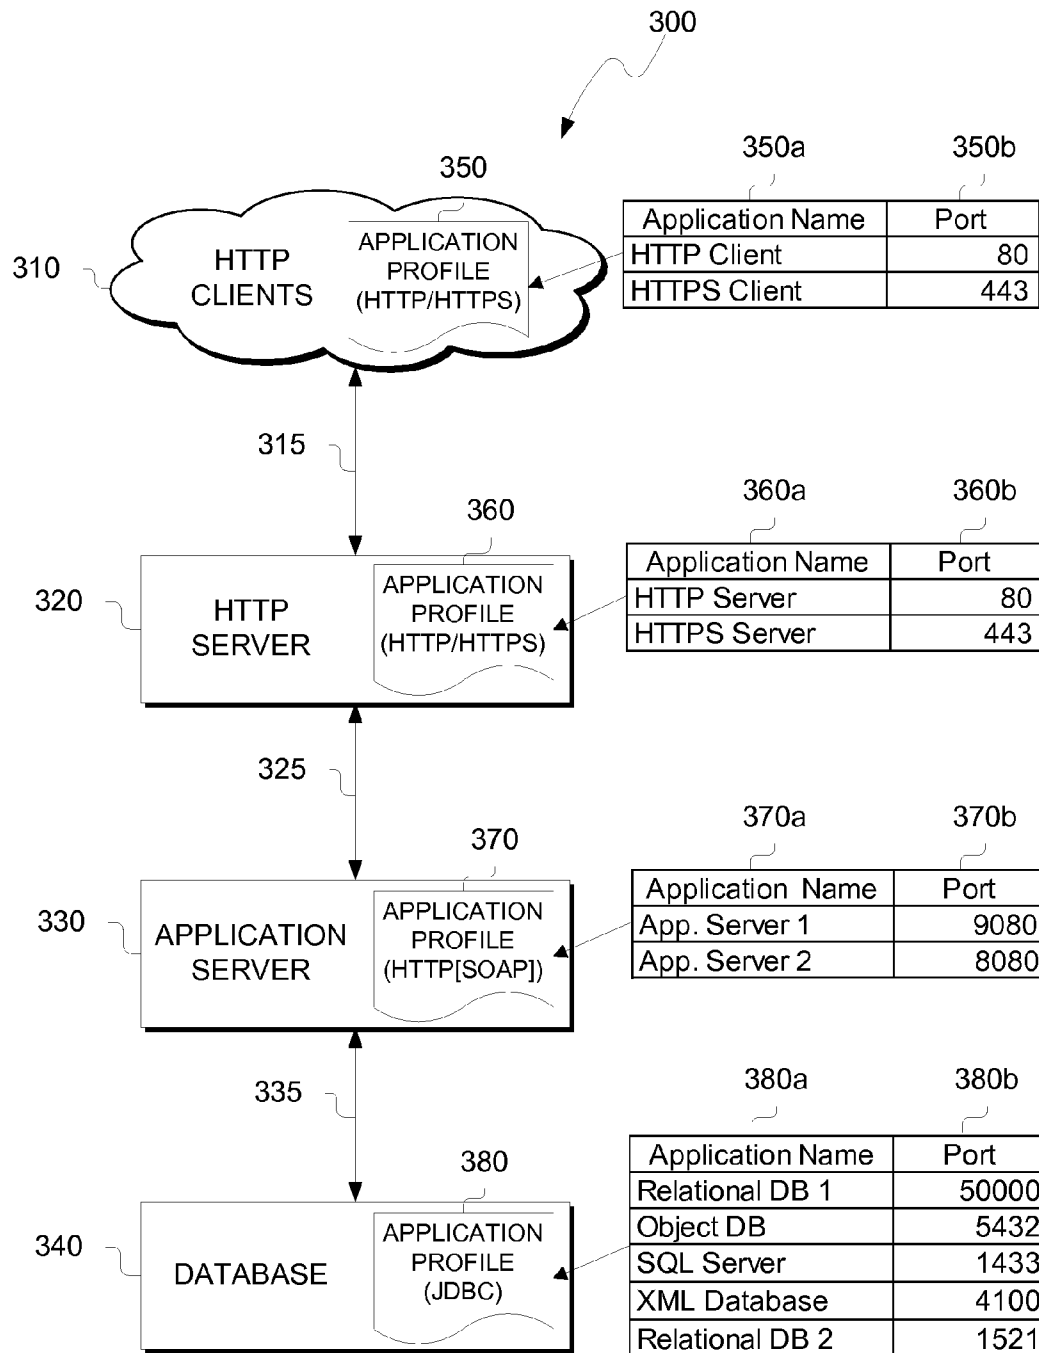 300
350
350a 350b
310
HTTP
CLIENTS
APPLICATION
PROFILE
(HTTP/HTTPS)
Application Name Port
HTTP Client 80
HTTPS Client 443
315
360
360a 360b
320
HTTP
SERVER
APPLICATION
PROFILE
(HTTP/HTTPS)
Application Name Port
HTTP Server 80
HTTPS Server 443
325
370
370a 370b
330
APPLICATION
SERVER
APPLICATION
PROFILE
(HTTP[SOAP])
Application Name Port
App. Server 1 9080
App. Server 2 8080
335
380
380a 380b
340
DATABASE
APPLICATION
PROFILE
(JDBC)
Application Name Port
Relational DB 1 50000
Object DB 5432
SQL Server 1433
XML Database 4100
Relational DB 2 1521